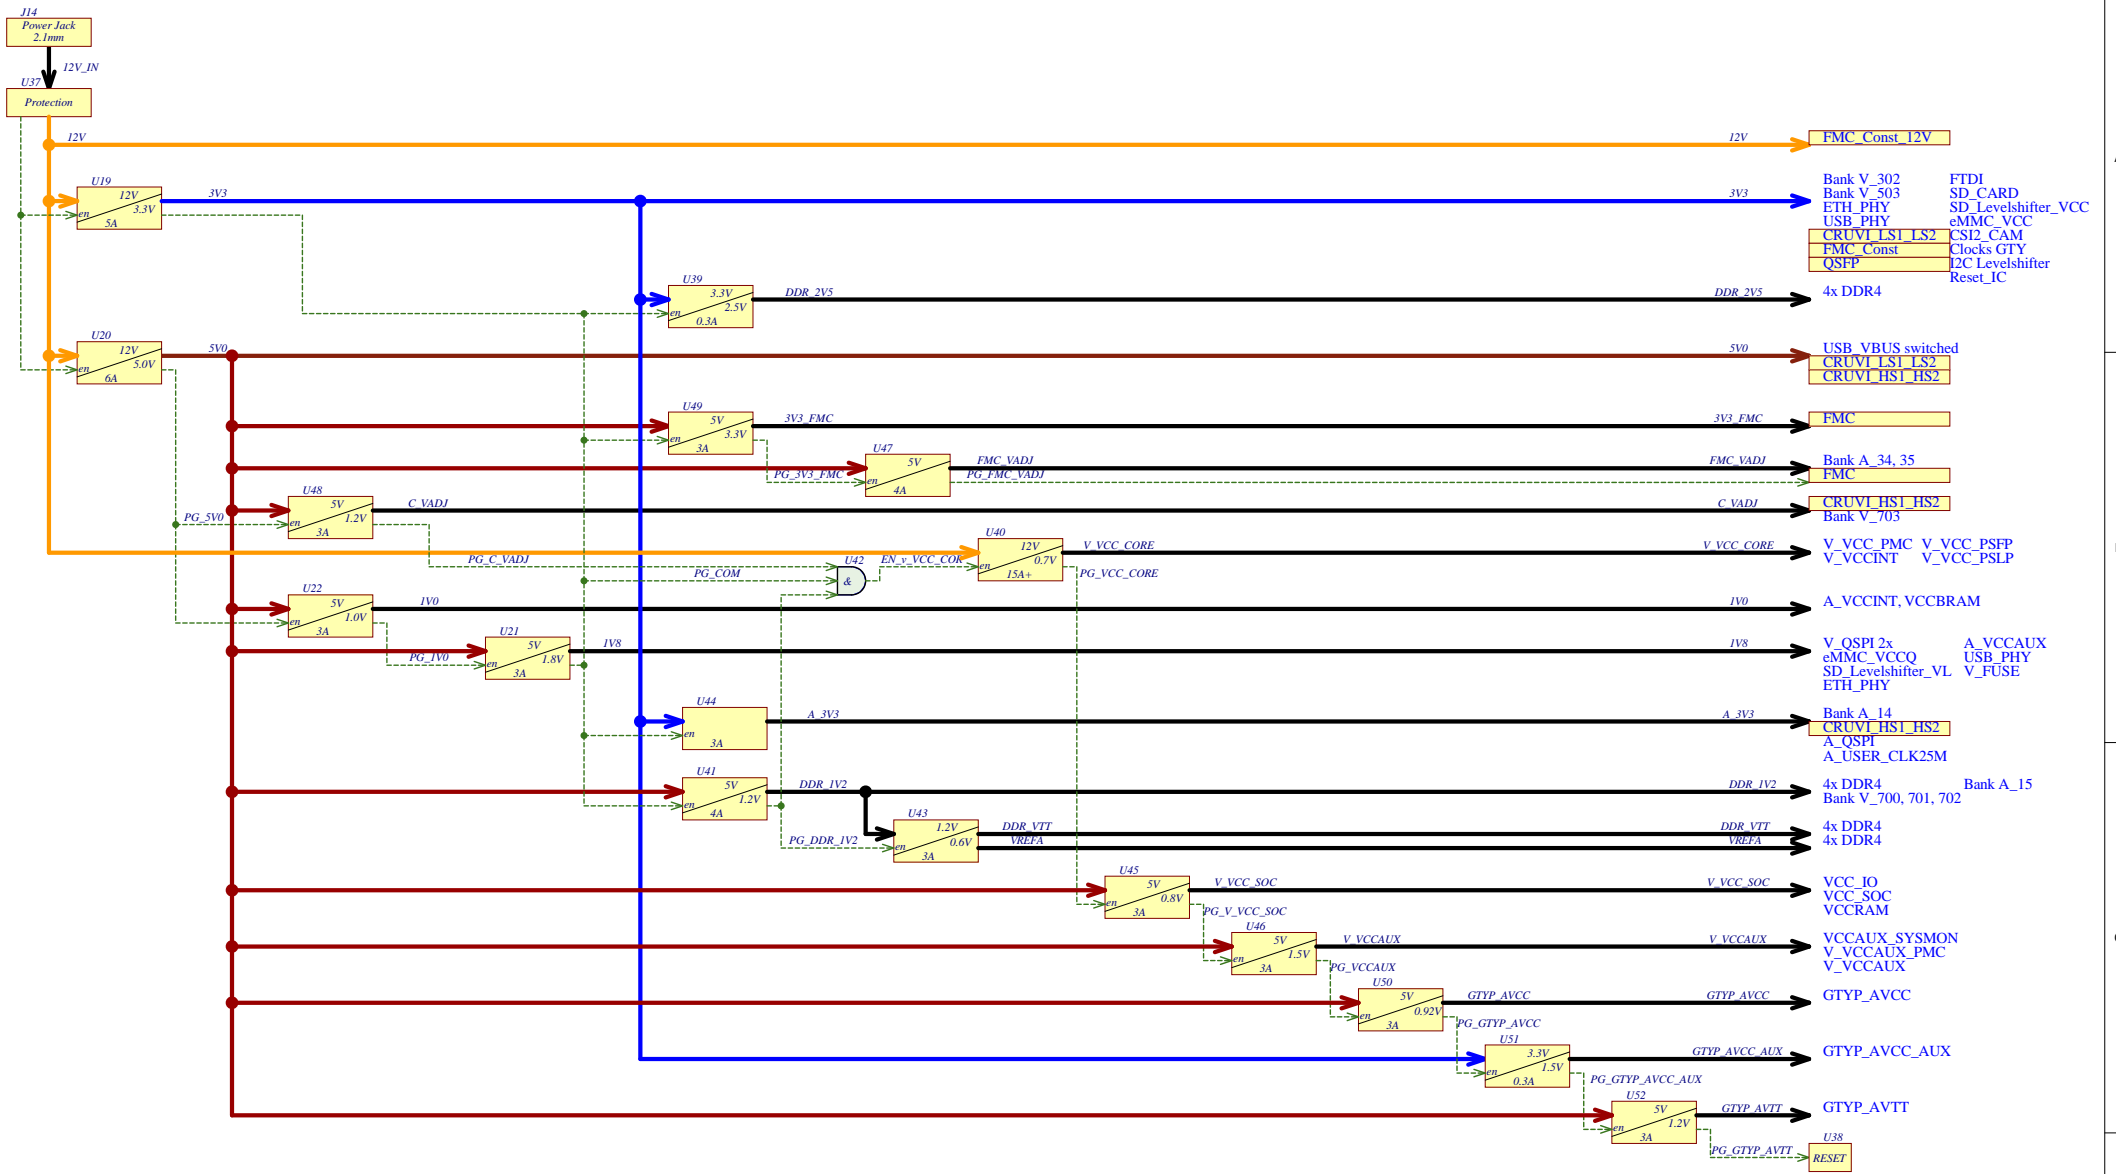 J14
Power Jack
2.1mm
12V_IN
U37
Protection
12V
12V
FMC_Const_12V
U19
12V
3.3V
en
5A
3V3
3V3
Bank V_302 FTDI
Bank V_503 SD_CARD
ETH_PHY SD_Levelshifter_VCC
USB_PHY eMMC_VCC
CRUVI_LS1_LS2 CSI2_CAM
FMC_Const Clocks GTY
QSFP I2C Levelshifter
Reset_IC
U39
3.3V
2.5V
en
0.3A
DDR_2V5
DDR_2V5
4x DDR4
U20
12V
5.0V
en
6A
5V0
5V0
USB_VBUS switched
CRUVI_LS1_LS2
CRUVI_HS1_HS2
U49
5V
3.3V
en
3A
3V3_FMC
3V3_FMC
FMC
PG_3V3_FMC
U47
5V
en
4A
FMC_VADJ
PG_FMC_VADJ
FMC_VADJ
Bank A_34, 35
FMC
PG_5V0
U48
5V
1.2V
en
3A
C_VADJ
C_VADJ
CRUVI_HS1_HS2
Bank V_703
PG_C_VADJ
PG_COM
U42
&
EN_v_VCC_COR
U40
12V
0.7V
en
15A+
V_VCC_CORE
PG_VCC_CORE
V_VCC_CORE
V_VCC_PMC V_VCC_PSFP
V_VCCINT V_VCC_PSLP
U22
5V
1.0V
en
3A
1V0
1V0
A_VCCINT, VCCBRAM
PG_1V0
U21
5V
1.8V
en
3A
1V8
1V8
V_QSPI 2x A_VCCAUX
eMMC_VCCQ USB_PHY
SD_Levelshifter_VL V_FUSE
ETH_PHY
U44
en
3A
A_3V3
A_3V3
Bank A_14
CRUVI_HS1_HS2
A_QSPI
A_USER_CLK25M
U41
5V
1.2V
en
4A
DDR_1V2
DDR_1V2
4x DDR4 Bank A_15
Bank V_700, 701, 702
PG_DDR_1V2
U43
1.2V
0.6V
en
3A
DDR_VTT
VREFA
DDR_VTT
VREFA
4x DDR4
4x DDR4
U45
5V
0.8V
en
3A
V_VCC_SOC
V_VCC_SOC
VCC_IO
VCC_SOC
VCCRAM
PG_V_VCC_SOC
U46
5V
1.5V
en
3A
V_VCCAUX
V_VCCAUX
VCCAUX_SYSMON
V_VCCAUX_PMC
V_VCCAUX
PG_VCCAUX
U50
5V
0.92V
en
3A
GTYP_AVCC
GTYP_AVCC
GTYP_AVCC
PG_GTYP_AVCC
U51
3.3V
1.5V
en
0.3A
GTYP_AVCC_AUX
GTYP_AVCC_AUX
PG_GTYP_AVCC_AUX
U52
5V
1.2V
en
3A
GTYP_AVTT
GTYP_AVTT
PG_GTYP_AVTT
U38
RESET